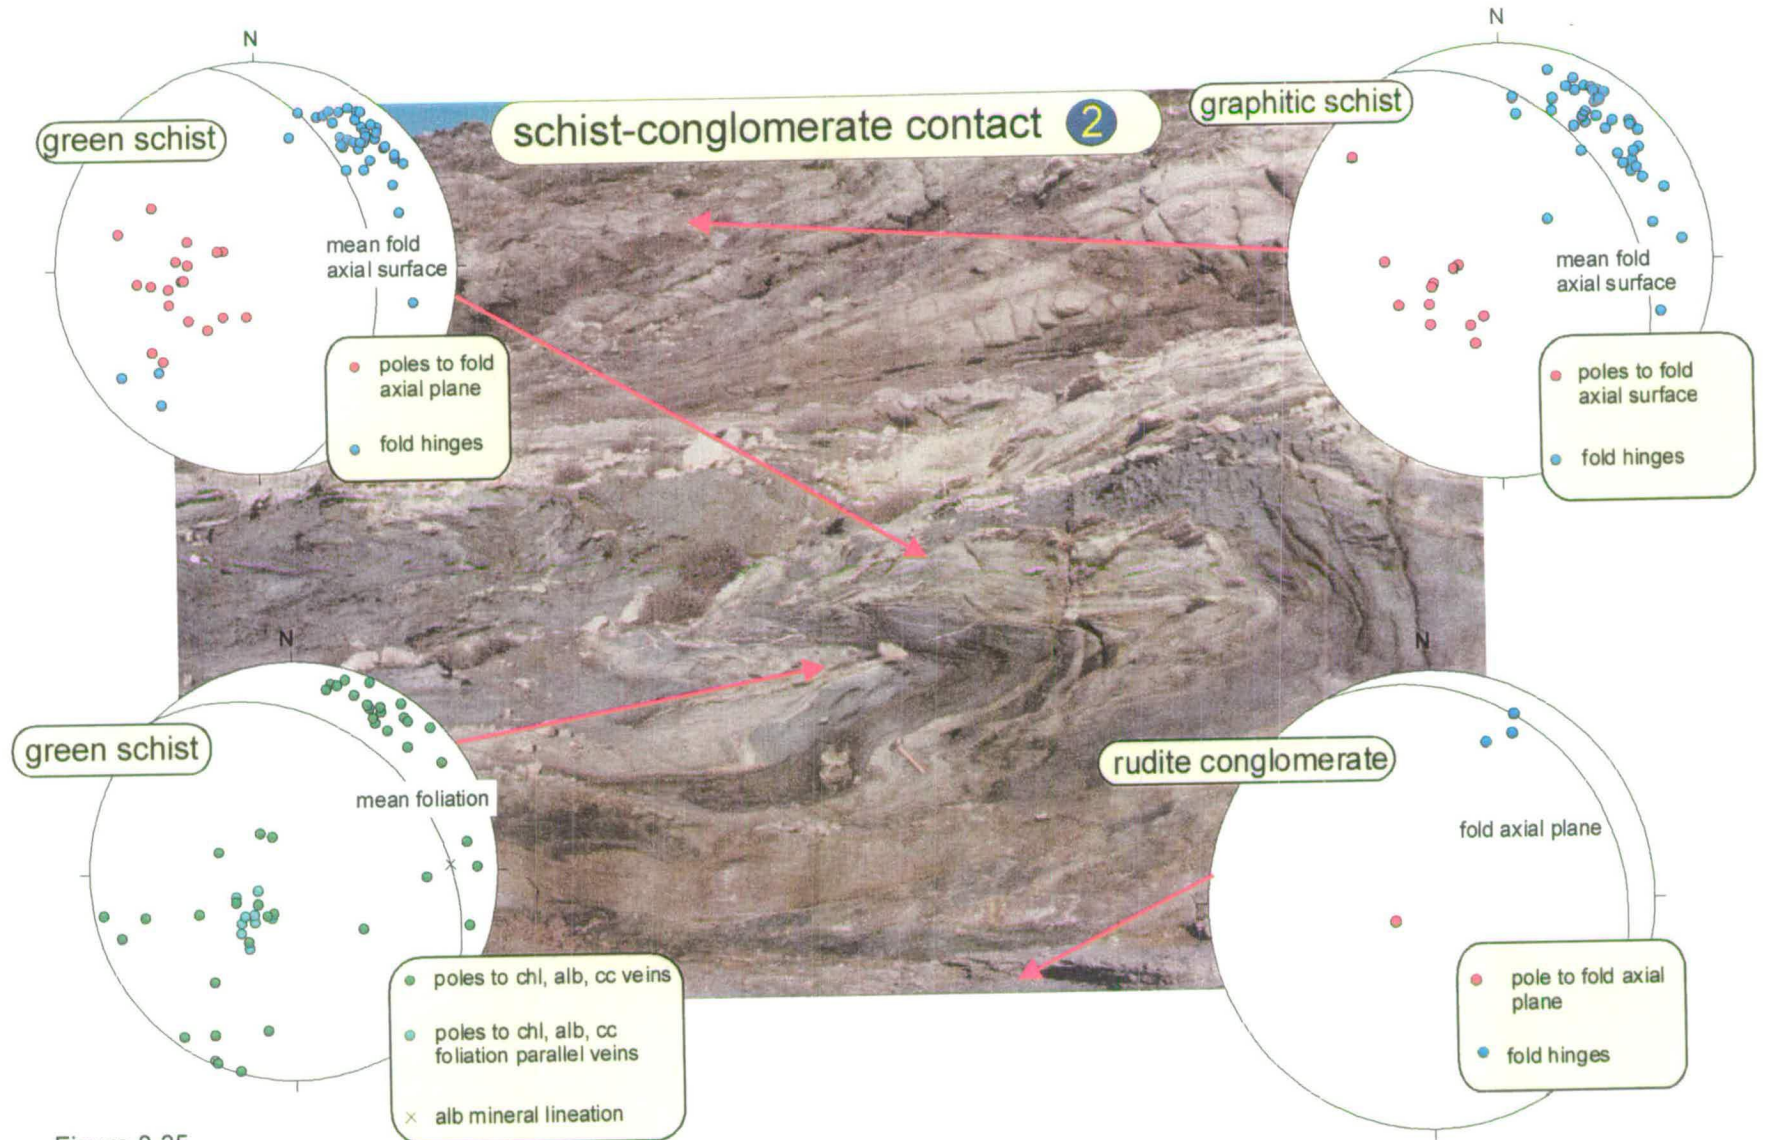 N
N
green schist
schist-conglomerate contact 2
graphitic schist
mean fold
axial surface
mean fold
axial surface
poles to fold
axial plane
fold hinges
poles to fold
axial surface
fold hinges
N
N
green schist
mean foliation
rudite conglomerate
fold axial plane
poles to chl, alb, cc veins
poles to chl, alb, cc
foliation parallel veins
x alb mineral lineation
pole to fold axial
plane
fold hinges